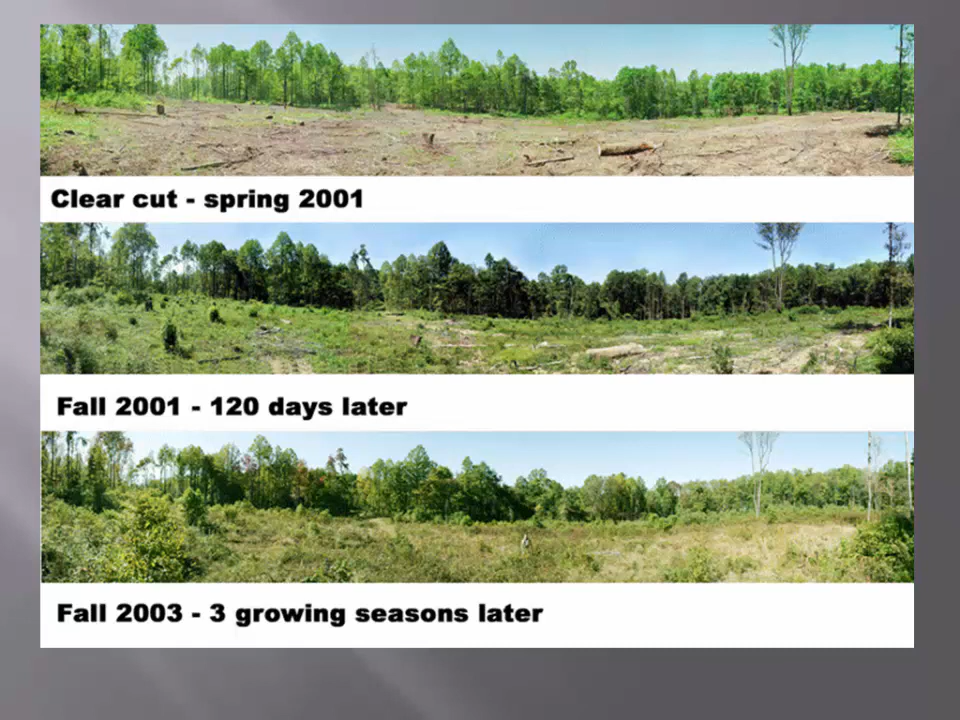 Clear cut - spring 2001
Fall 2001 - 120 days later
Fall 2003 - 3 growing seasons later